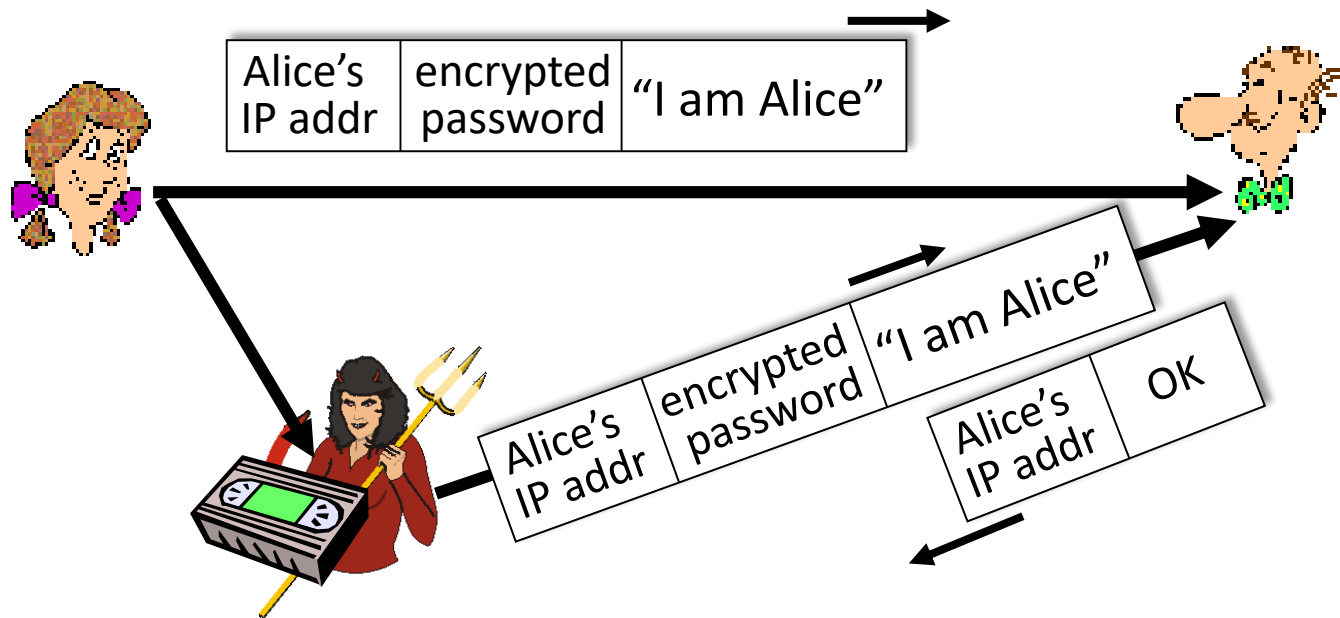 Alice’s
IP addr
encrypted
password
“I am Alice”
Alice’s
IP addr
encrypted
password
“I am Alice”
Alice’s
IP addr
OK